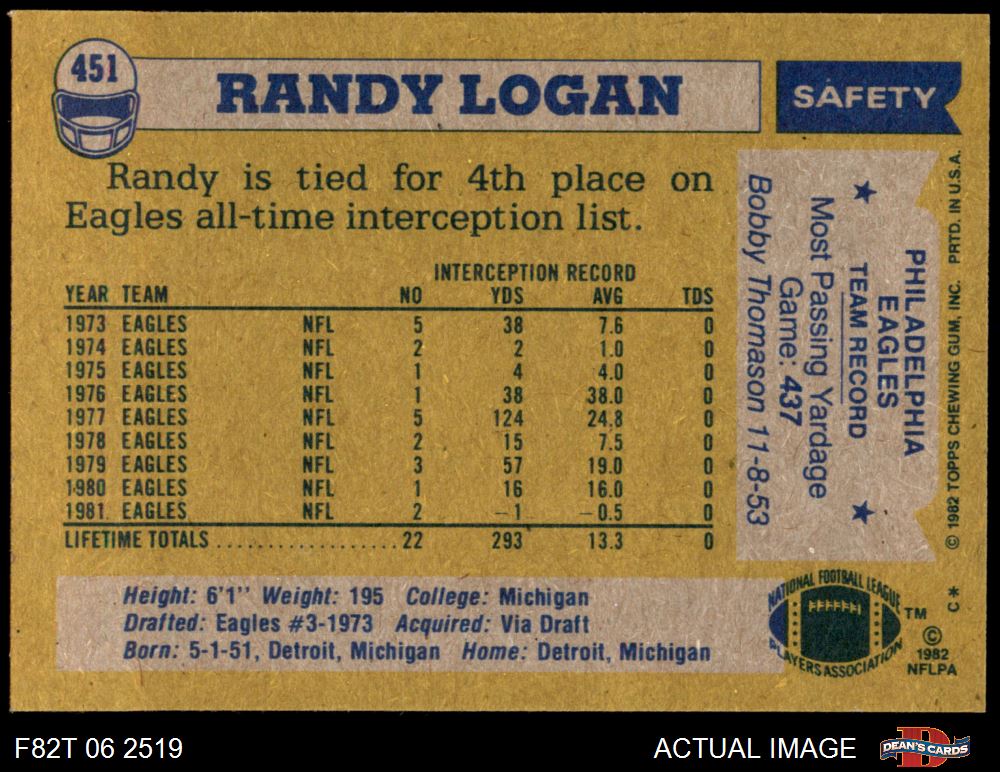 451
RANDY LOGAN
SAFETY
Randy is tied for 4th place on
Eagles all-time interception list.
INTERCEPTION RECORD
YEAR TEAM NO YDS AVG TDS
1973 EAGLES NFL 5 38 7.6 0
1974 EAGLES NFL 2 2 1.0 0
1975 EAGLES NFL 1 4 4.0 0
1976 EAGLES NFL 1 38 38.0 0
1977 EAGLES NFL 5 124 24.8 0
1978 EAGLES NFL 2 15 7.5 0
1979 EAGLES NFL 3 57 19.0 0
1980 EAGLES NFL 1 16 16.0 0
1981 EAGLES NFL 2 -1 -0.5 0
LIFETIME TOTALS .................. 22 293 13.3 0
PHILADELPHIA
EAGLES
★ TEAM RECORD ★
Most Passing Yardage
Game: 437
Bobby Thomason 11-8-53
© 1982 TOPPS CHEWING GUM, INC. PRTD. IN U.S.A.
C*
Height: 6'1'' Weight: 195 College: Michigan
Drafted: Eagles #3-1973 Acquired: Via Draft
Born: 5-1-51, Detroit, Michigan Home: Detroit, Michigan
NATIONAL FOOTBALL LEAGUE
PLAYERS ASSOCIATION
TM
©
1982
NFLPA
F82T 06 2519
ACTUAL IMAGE
DEAN'S CARDS